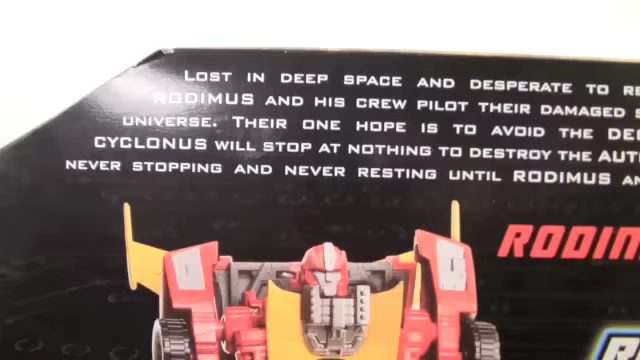 LOST IN DEEP SPACE AND DESPERATE TO
RODIMUS AND HIS CREW PILOT THEIR DAMAGED
UNIVERSE. THEIR ONE HOPE IS TO AVOID THE
CYCLONUS WILL STOP AT NOTHING TO DESTROY THE
NEVER STOPPING AND NEVER RESTING UNTIL RODIMUS